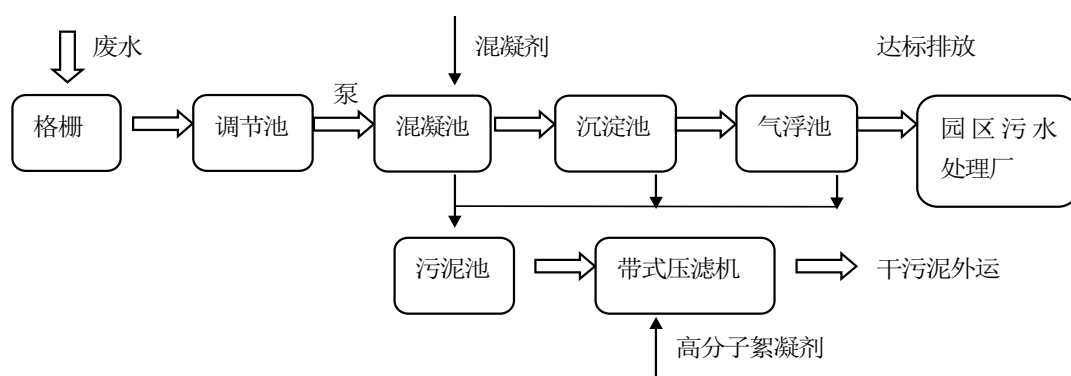 废水
混凝剂
达标排放
泵
格栅
调节池
混凝池
沉淀池
气浮池
园区污水
处理厂
污泥池
带式压滤机
干污泥外运
高分子絮凝剂